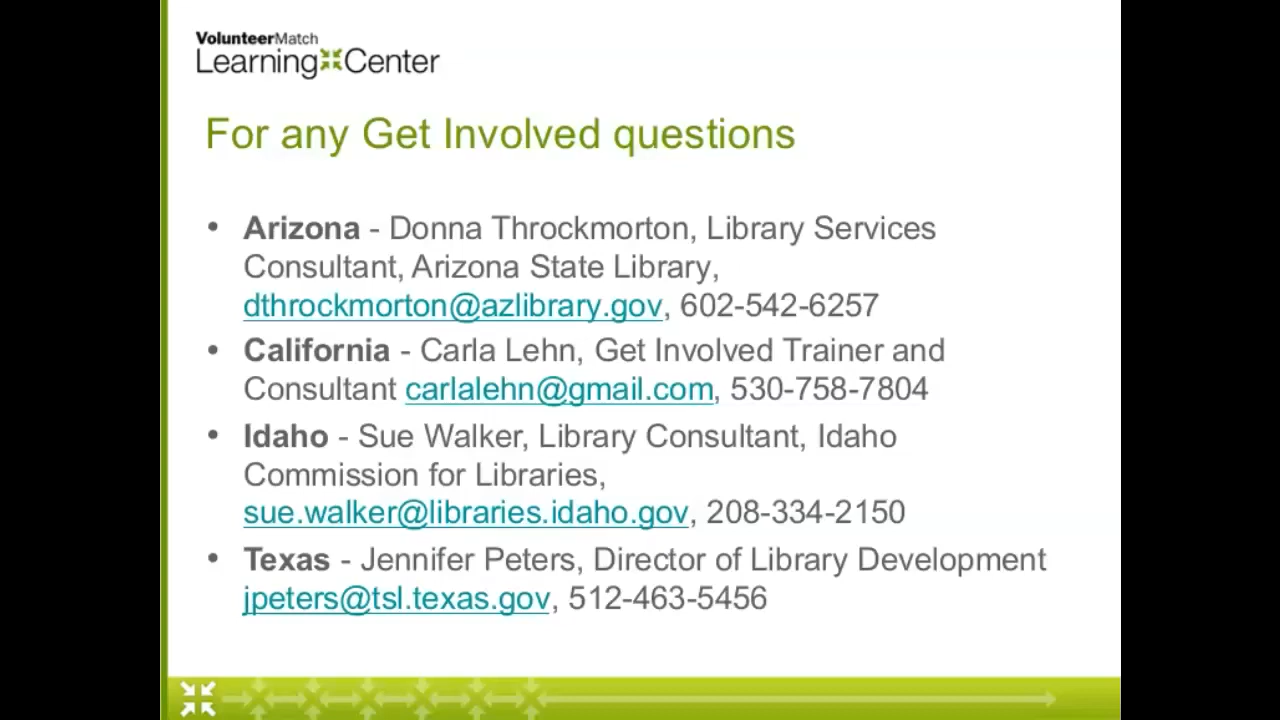 VolunteerMatch
Learning Center
For any Get Involved questions
• Arizona - Donna Throckmorton, Library Services
Consultant, Arizona State Library,
dthrockmorton@azlibrary.gov, 602-542-6257
• California - Carla Lehn, Get Involved Trainer and
Consultant carlalehn@gmail.com, 530-758-7804
• Idaho - Sue Walker, Library Consultant, Idaho
Commission for Libraries,
sue.walker@libraries.idaho.gov, 208-334-2150
• Texas - Jennifer Peters, Director of Library Development
jpeters@tsl.texas.gov, 512-463-5456